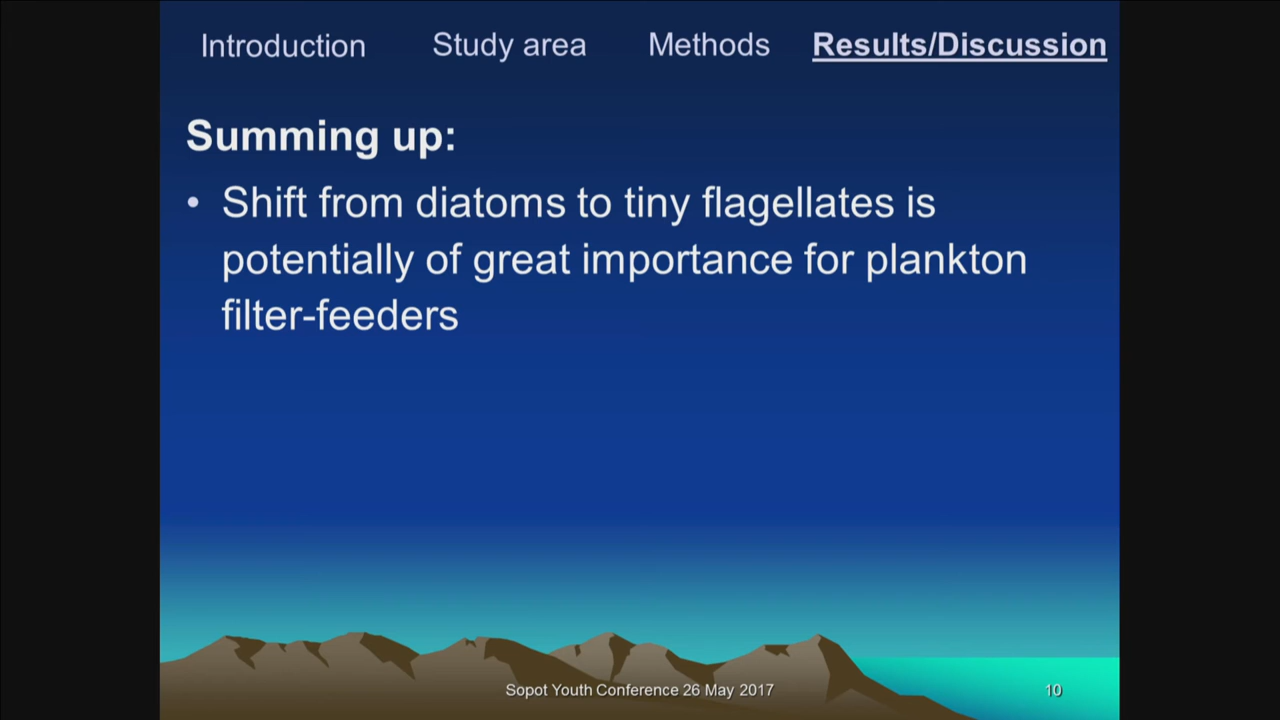 Introduction Study area Methods Results/Discussion
Summing up:
• Shift from diatoms to tiny flagellates is
potentially of great importance for plankton
filter-feeders
Sopot Youth Conference 26 May 2017 10